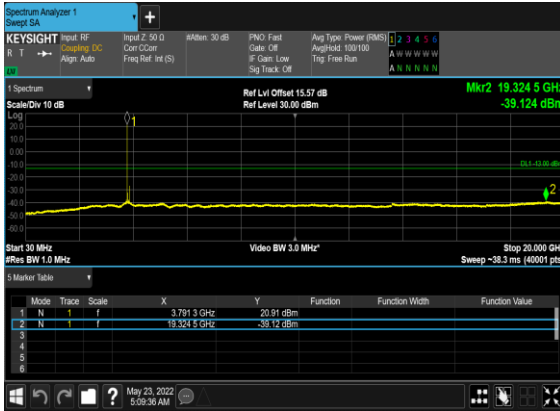 Spectrum Analyzer 1
Swept SA
+
KEYSIGHT Input: RF Input Z: 50 Ω #Atten: 30 dB PNO: Fast Avg Type: Power (RMS) 1 2 3 4 5 6
R T Coupling: DC Corr CCorr Gate: Off Avg|Hold: 100/100 A W W W W W
Align: Auto Freq Ref: Int (S) IF Gain: Low Trig: Free Run
Sig Track: Off A N N N N N
1 Spectrum Ref Lvl Offset 15.57 dB Mkr2 19.324 5 GHz
Scale/Div 10 dB Ref Level 30.00 dBm -39.124 dBm
Log
20.0
10.0
0.00
-10.0
-20.0
-30.0
-40.0
-50.0
-60.0
1
DL1 -13.00 dBm
2
Start 30 MHz Video BW 3.0 MHz* Stop 20.000 GHz
#Res BW 1.0 MHz Sweep ~38.3 ms (40001 pts)
5 Marker Table
Mode Trace Scale X Y Function Function Width Function Value
1 N 1 f 3.791 3 GHz 20.91 dBm
2 N 1 f 19.324 5 GHz -39.12 dBm
3
4
5
6
?
May 23, 2022
5:09:36 AM